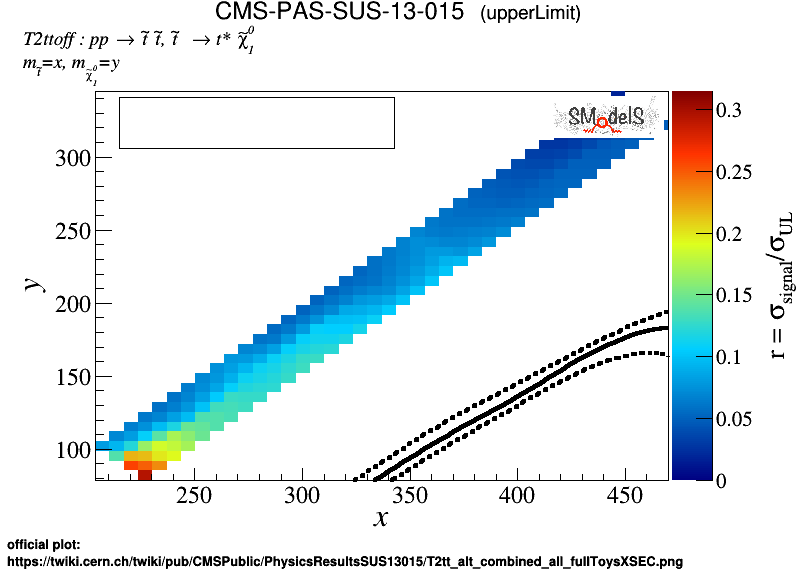 CMS-PAS-SUS-13-015 (upperLimit)
T2ttoff : pp → t̃ t̃, t̃ → t* χ̃⁰₁
m_t̃=x, m_χ̃⁰₁=y
SModelS
350
300
250
200
150
100
y
250
300
350
400
450
x
0.3
0.25
0.2
0.15
0.1
0.05
0
r = σ_signal/σ_UL
official plot:
https://twiki.cern.ch/twiki/pub/CMSPublic/PhysicsResultsSUS13015/T2tt_alt_combined_all_fullToysXSEC.png